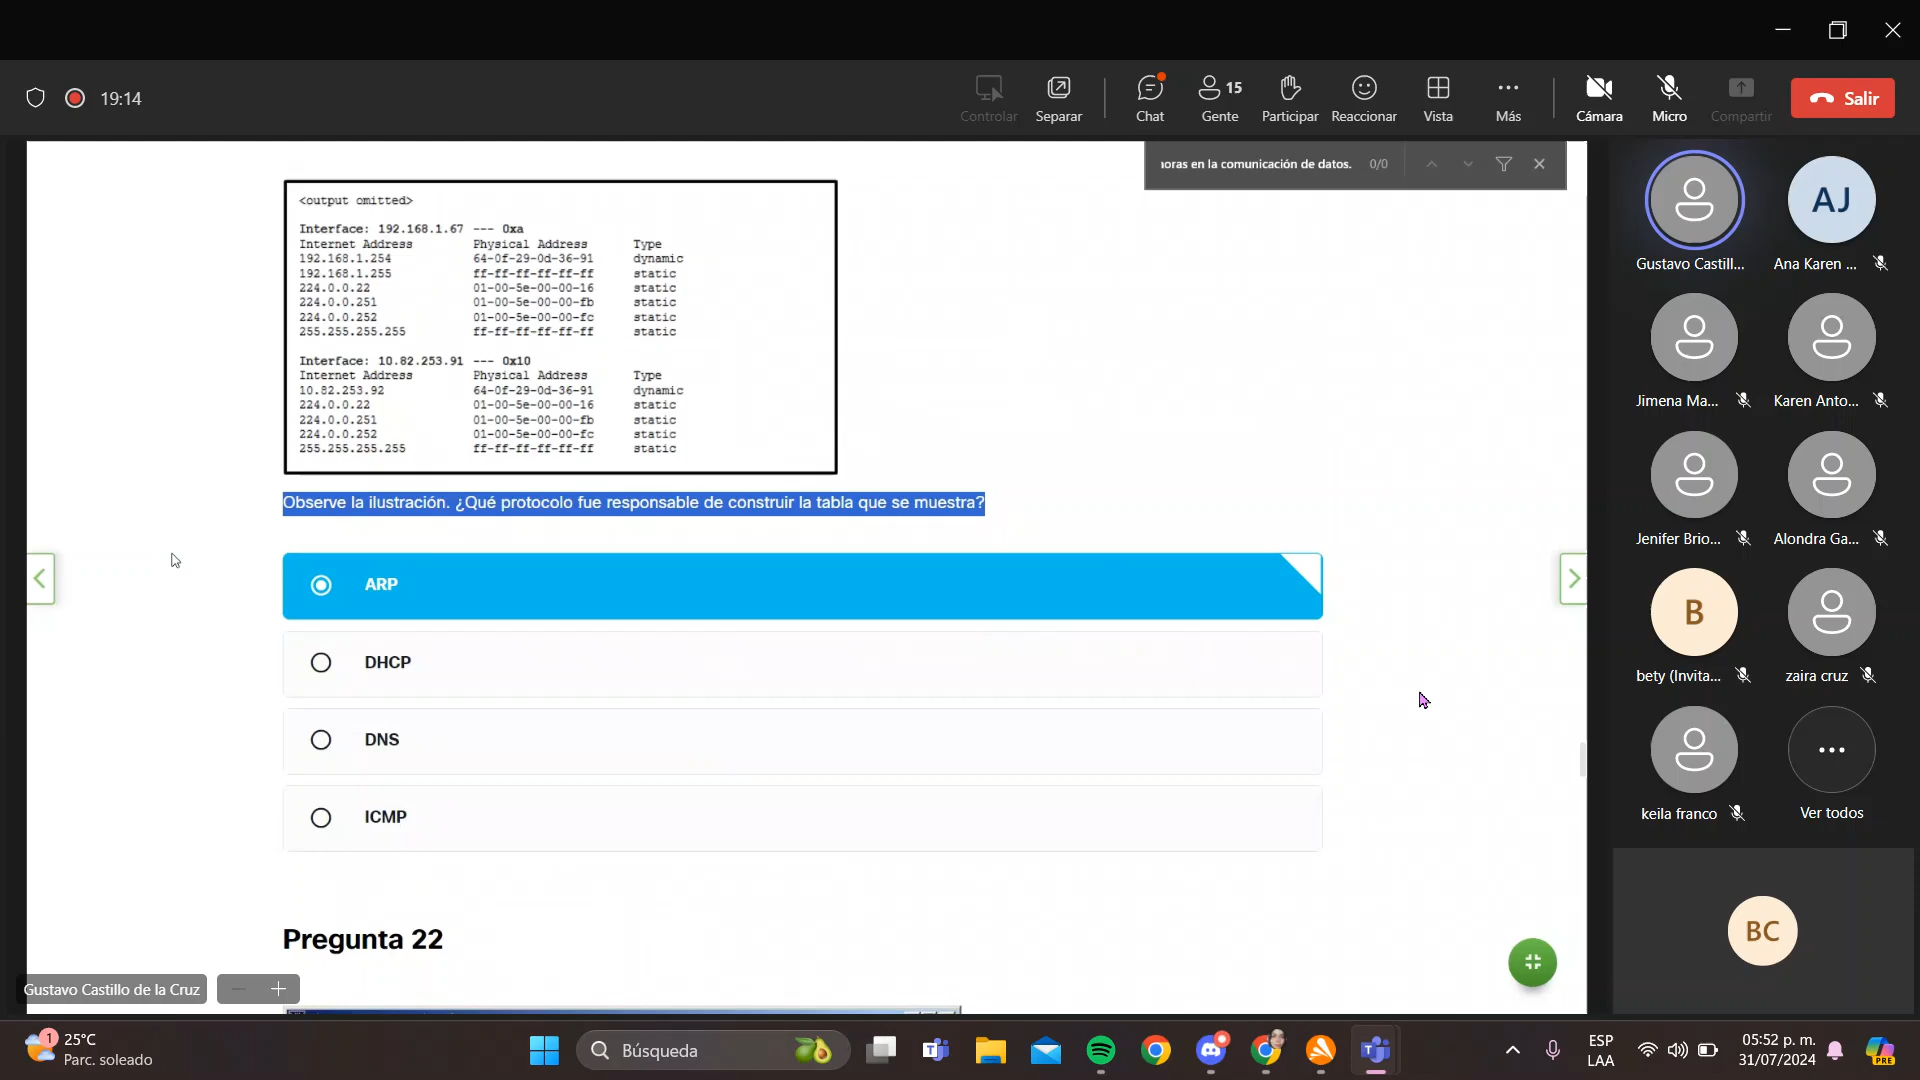 19:14
Controlar
Separar
Chat
15
Gente
Participar
Reaccionar
Vista
Más
Cámara
Micro
Compartir
Salir
horas en la comunicación de datos. 0/0
<output omitted>
Interface: 192.168.1.67 --- 0xa
Internet Address Physical Address Type
192.168.1.254 64-0f-29-0d-36-91 dynamic
192.168.1.255 ff-ff-ff-ff-ff-ff static
224.0.0.22 01-00-5e-00-00-16 static
224.0.0.251 01-00-5e-00-00-fb static
224.0.0.252 01-00-5e-00-00-fc static
255.255.255.255 ff-ff-ff-ff-ff-ff static
Interface: 10.82.253.91 --- 0x10
Internet Address Physical Address Type
10.82.253.92 64-0f-29-0d-36-91 dynamic
224.0.0.22 01-00-5e-00-00-16 static
224.0.0.251 01-00-5e-00-00-fb static
224.0.0.252 01-00-5e-00-00-fc static
255.255.255.255 ff-ff-ff-ff-ff-ff static
Observe la ilustración. ¿Qué protocolo fue responsable de construir la tabla que se muestra?
ARP
DHCP
DNS
ICMP
Pregunta 22
Gustavo Castillo de la Cruz
Gustavo Castill...
AJ
Ana Karen ...
Jimena Ma...
Karen Anto...
Jenifer Brio...
Alondra Ga...
B
bety (Invita...
zaira cruz
keila franco
Ver todos
BC
1
25°C
Parc. soleado
Búsqueda
ESP
LAA
05:52 p. m.
31/07/2024
PRE